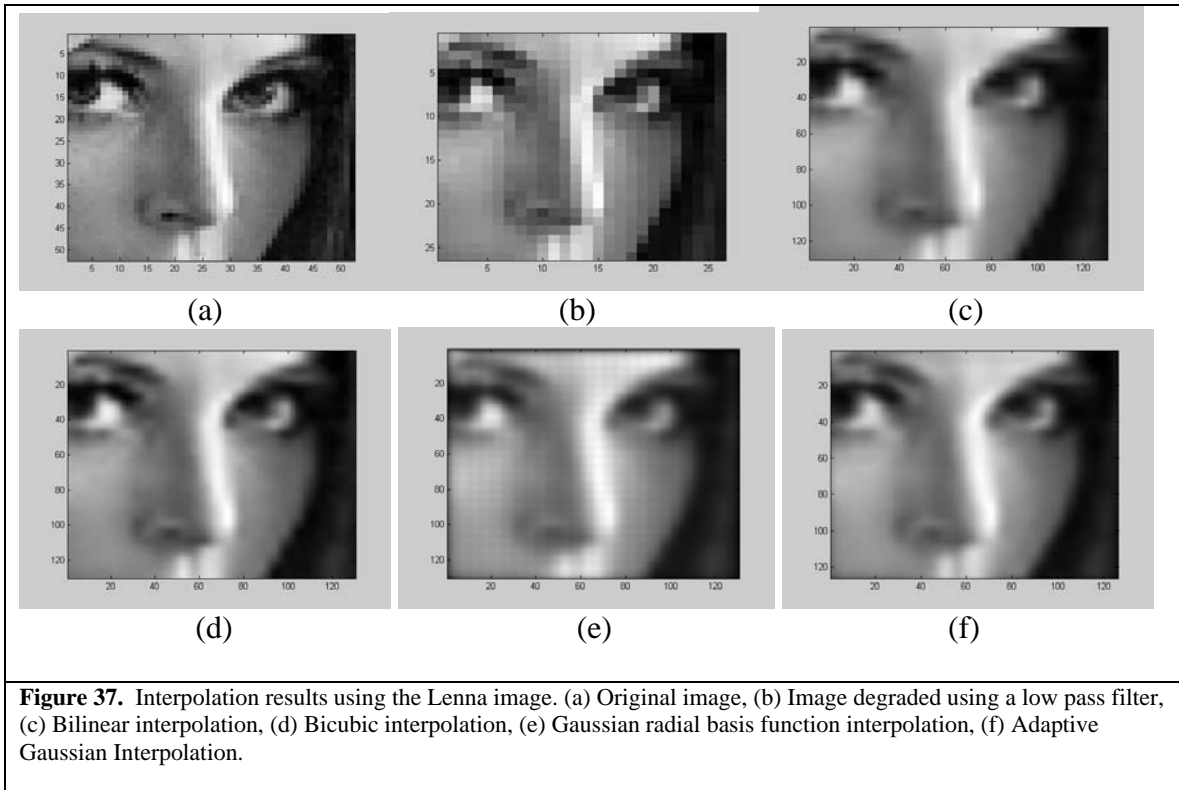 5
10
15
20
25
30
35
40
45
50
5 10 15 20 25 30 35 40 45 50
(a)
5
10
15
20
25
5 10 15 20 25
(b)
20
40
60
80
100
120
20 40 60 80 100 120
(c)
20
40
60
80
100
120
20 40 60 80 100 120
(d)
20
40
60
80
100
120
20 40 60 80 100 120
(e)
20
40
60
80
100
120
20 40 60 80 100 120
(f)
Figure 37. Interpolation results using the Lenna image. (a) Original image, (b) Image degraded using a low pass filter,
(c) Bilinear interpolation, (d) Bicubic interpolation, (e) Gaussian radial basis function interpolation, (f) Adaptive
Gaussian Interpolation.